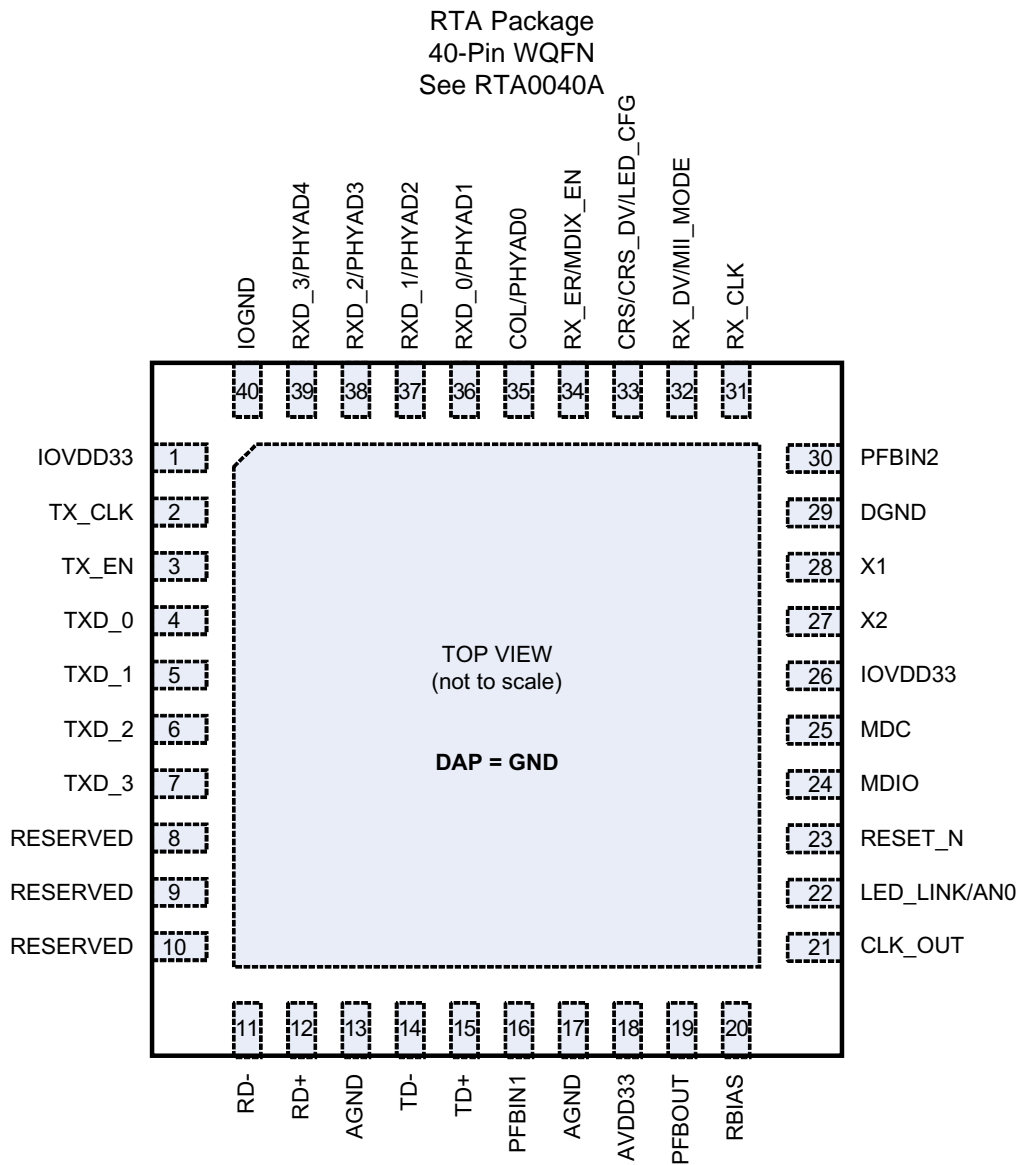 RTA Package
40-Pin WQFN
See RTA0040A
IOGND
RXD_3/PHYAD4
RXD_2/PHYAD3
RXD_1/PHYAD2
RXD_0/PHYAD1
COL/PHYAD0
RX_ER/MDIX_EN
CRS/CRS_DV/LED_CFG
RX_DV/MII_MODE
RX_CLK
40 39 38 37 36 35 34 33 32 31
IOVDD33 1
TX_CLK 2
TX_EN 3
TXD_0 4
TXD_1 5
TXD_2 6
TXD_3 7
RESERVED 8
RESERVED 9
RESERVED 10
TOP VIEW
(not to scale)
DAP = GND
30 PFBIN2
29 DGND
28 X1
27 X2
26 IOVDD33
25 MDC
24 MDIO
23 RESET_N
22 LED_LINK/AN0
21 CLK_OUT
11 12 13 14 15 16 17 18 19 20
RD-
RD+
AGND
TD-
TD+
PFBIN1
AGND
AVDD33
PFBOUT
RBIAS